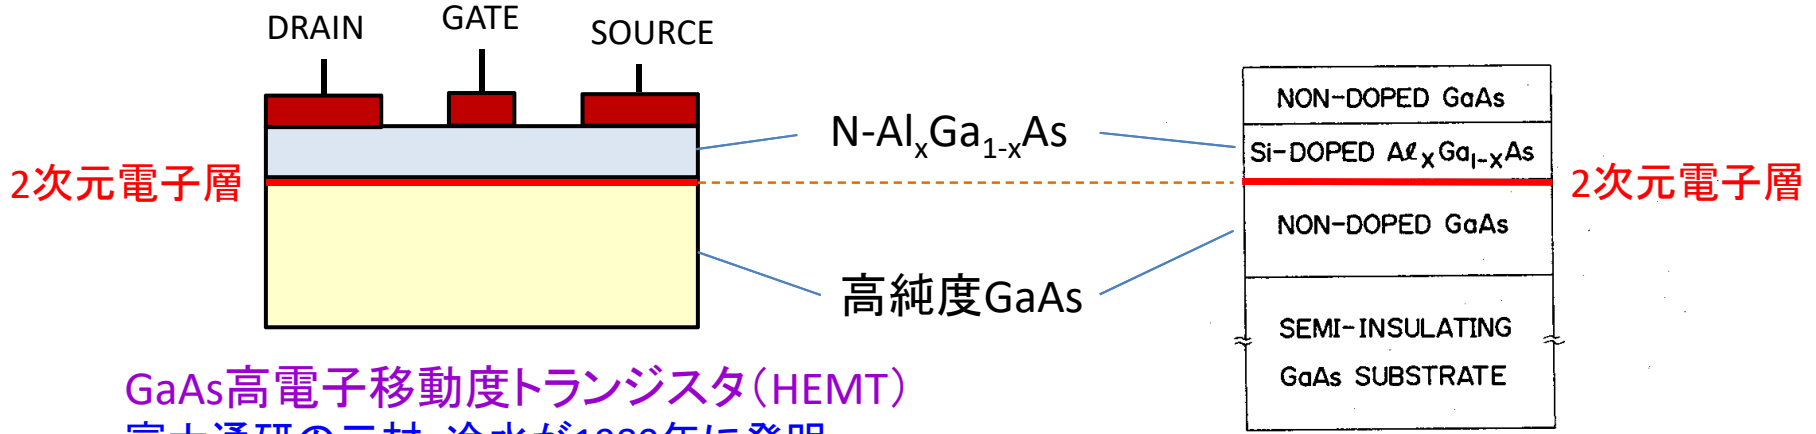 DRAIN
GATE
SOURCE
N-AlxGa1-xAs
2次元電子層
高純度GaAs
NON-DOPED GaAs
Si-DOPED AlxGa1-xAs
2次元電子層
NON-DOPED GaAs
SEMI-INSULATING
GaAs SUBSTRATE
GaAs高電子移動度トランジスタ(HEMT)